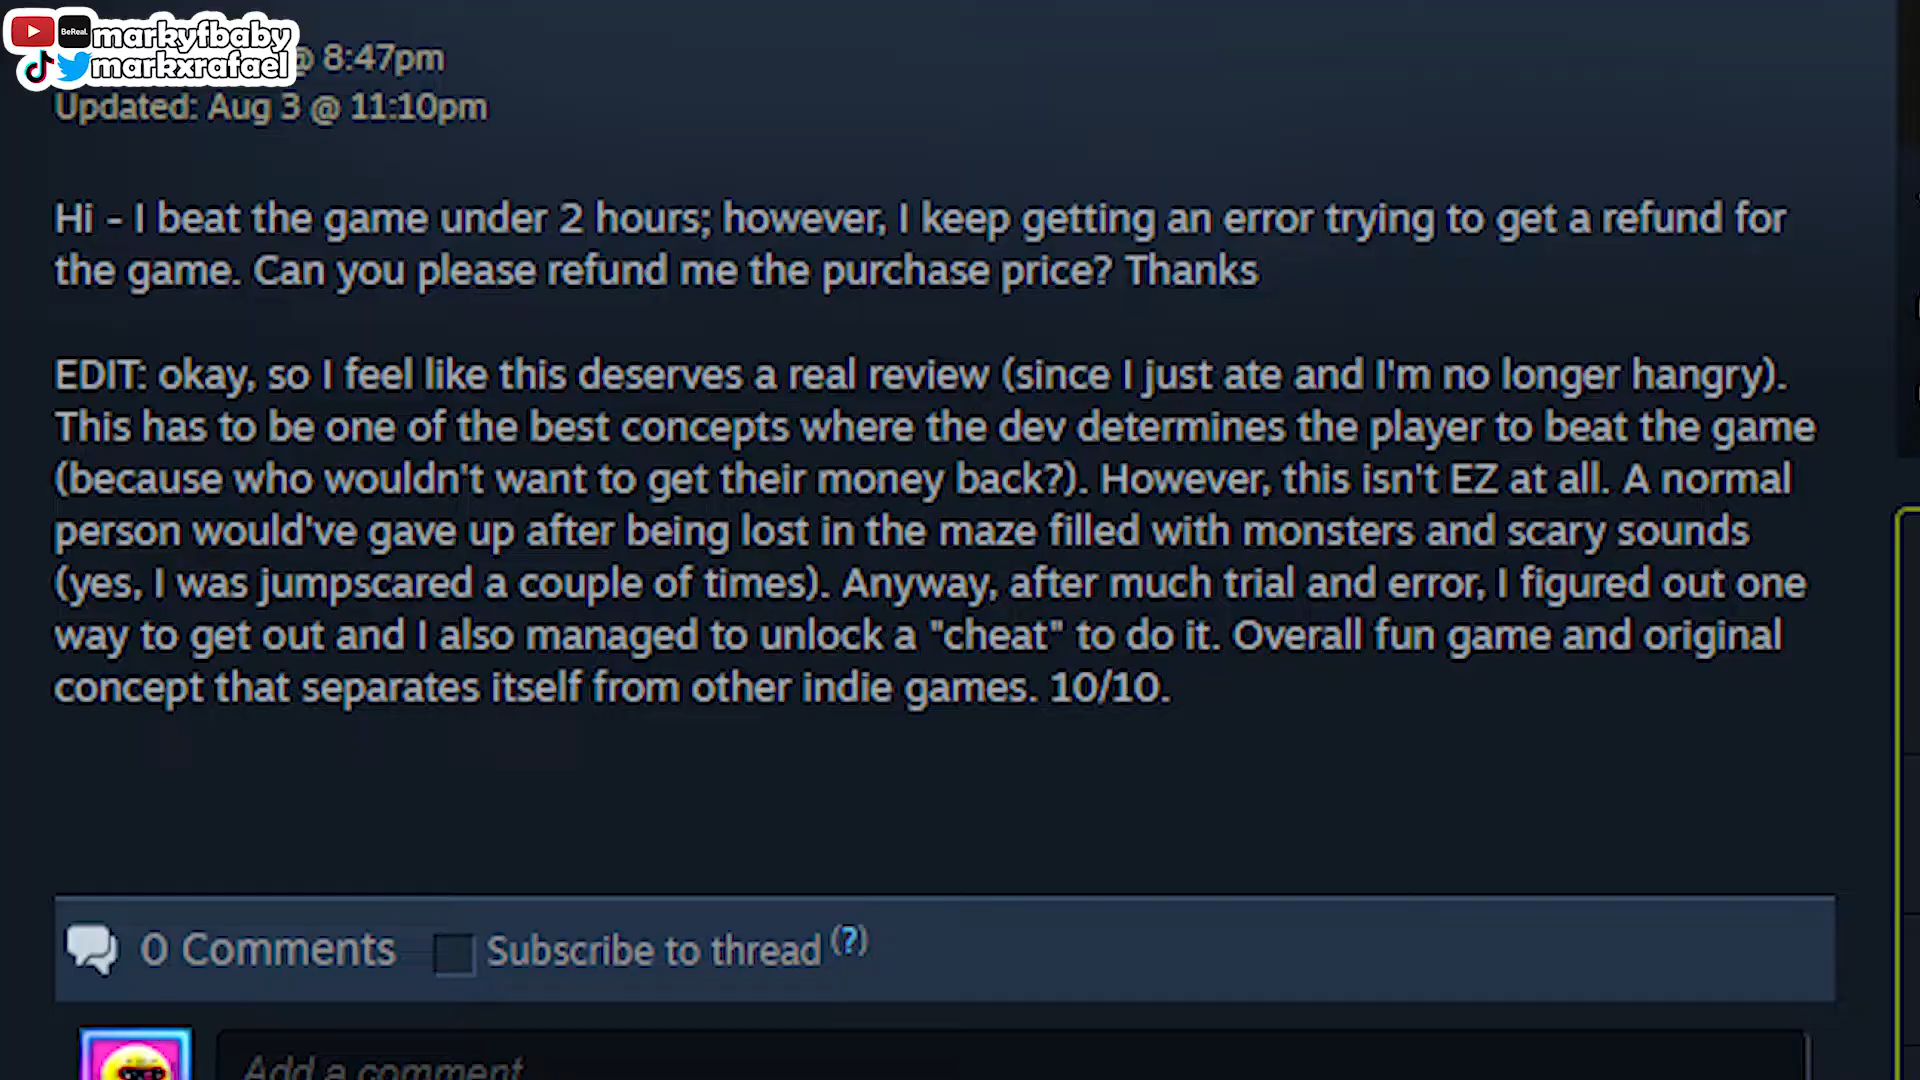 BeReal.
markyfbaby
markxrafael
@ 8:47pm
Updated: Aug 3 @ 11:10pm
Hi - I beat the game under 2 hours; however, I keep getting an error trying to get a refund for
the game. Can you please refund me the purchase price? Thanks
EDIT: okay, so I feel like this deserves a real review (since I just ate and I'm no longer hangry).
This has to be one of the best concepts where the dev determines the player to beat the game
(because who wouldn't want to get their money back?). However, this isn't EZ at all. A normal
person would've gave up after being lost in the maze filled with monsters and scary sounds
(yes, I was jumpscared a couple of times). Anyway, after much trial and error, I figured out one
way to get out and I also managed to unlock a "cheat" to do it. Overall fun game and original
concept that separates itself from other indie games. 10/10.
0 Comments Subscribe to thread (?)
Add a comment